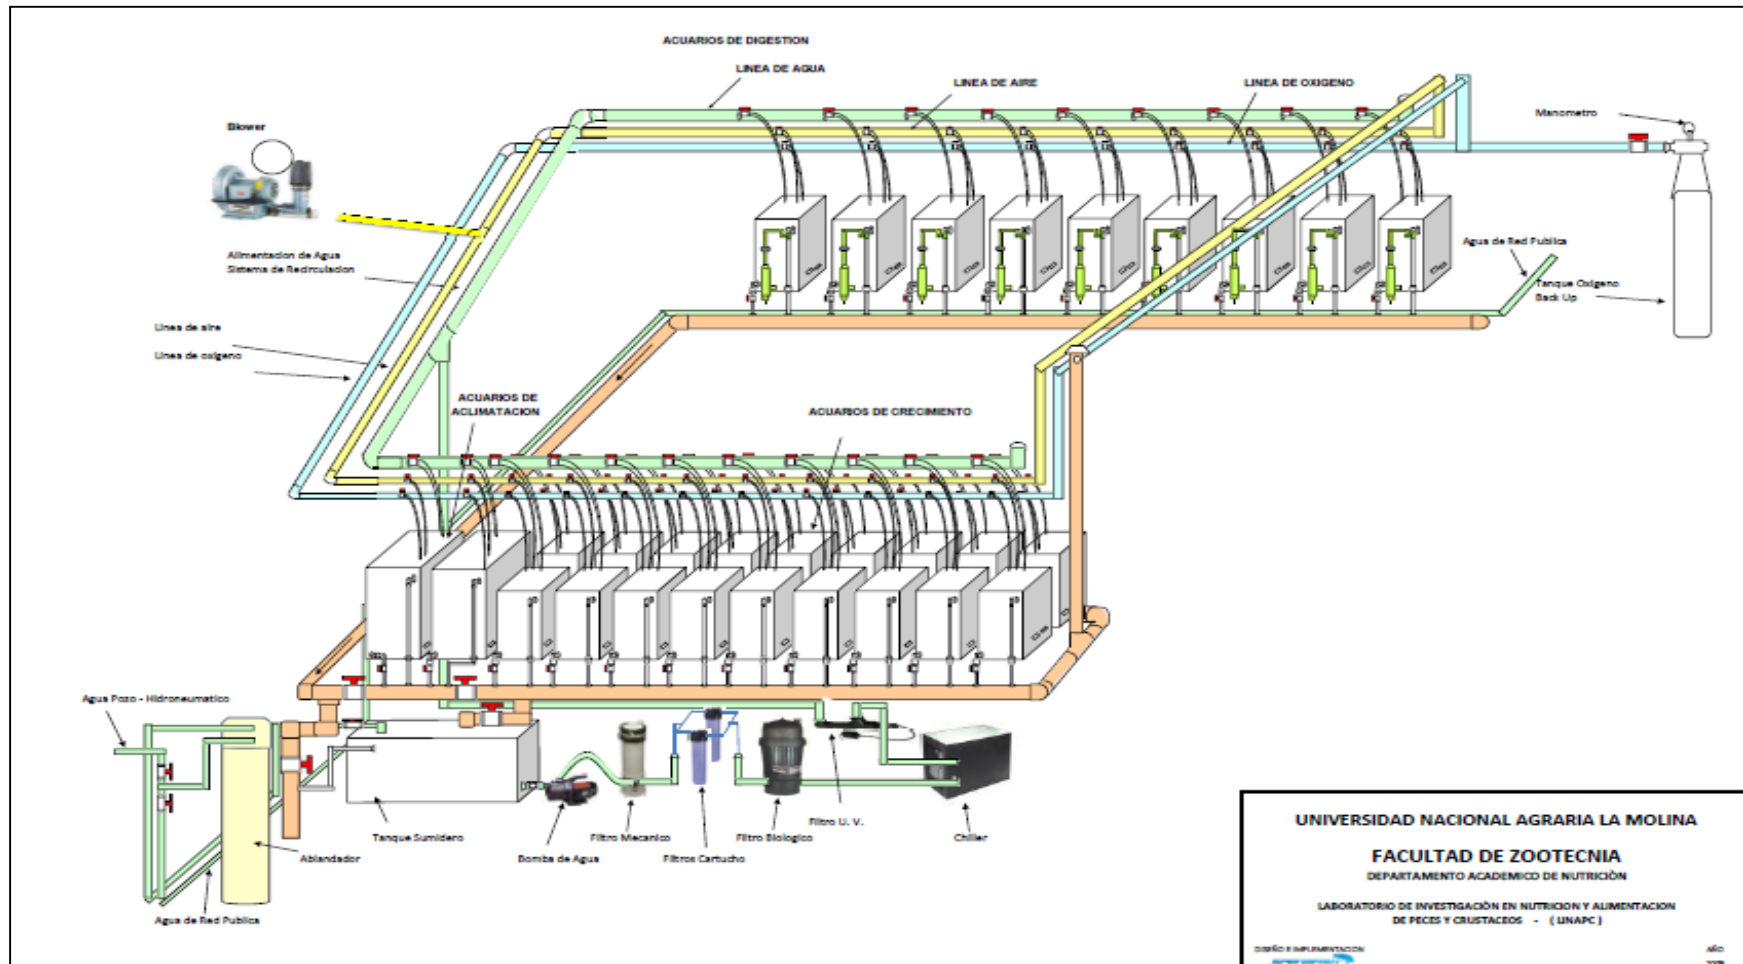 ACUARIOS DE DIGESTION
LINEA DE AGUA
LINEA DE AIRE
LINEA DE OXIGENO
Manometro
Blower
Alimentacion de Agua
Sistema de Recirculacion
Agua de Red Publica
Tanque Oxigeno
Back Up
Linea de aire
Linea de oxigeno
ACUARIOS DE
ACLIMATACION
ACUARIOS DE CRECIMIENTO
Agua Pozo - Hidroneumatico
Tanque Sumidero
Filtro Mecanico
Filtro Biologico
Filtro U. V.
Chiller
Ablandador
Bomba de Agua
Filtros Cartucho
Agua de Red Publica
UNIVERSIDAD NACIONAL AGRARIA LA MOLINA
FACULTAD DE ZOOTECNIA
DEPARTAMENTO ACADEMICO DE NUTRICIÒN
LABORATORIO DE INVESTIGACIÒN EN NUTRICION Y ALIMENTACION
DE PECES Y CRUSTACEOS - ( LINAPC )
DISEÑO E IMPLEMENTACION
AÑO